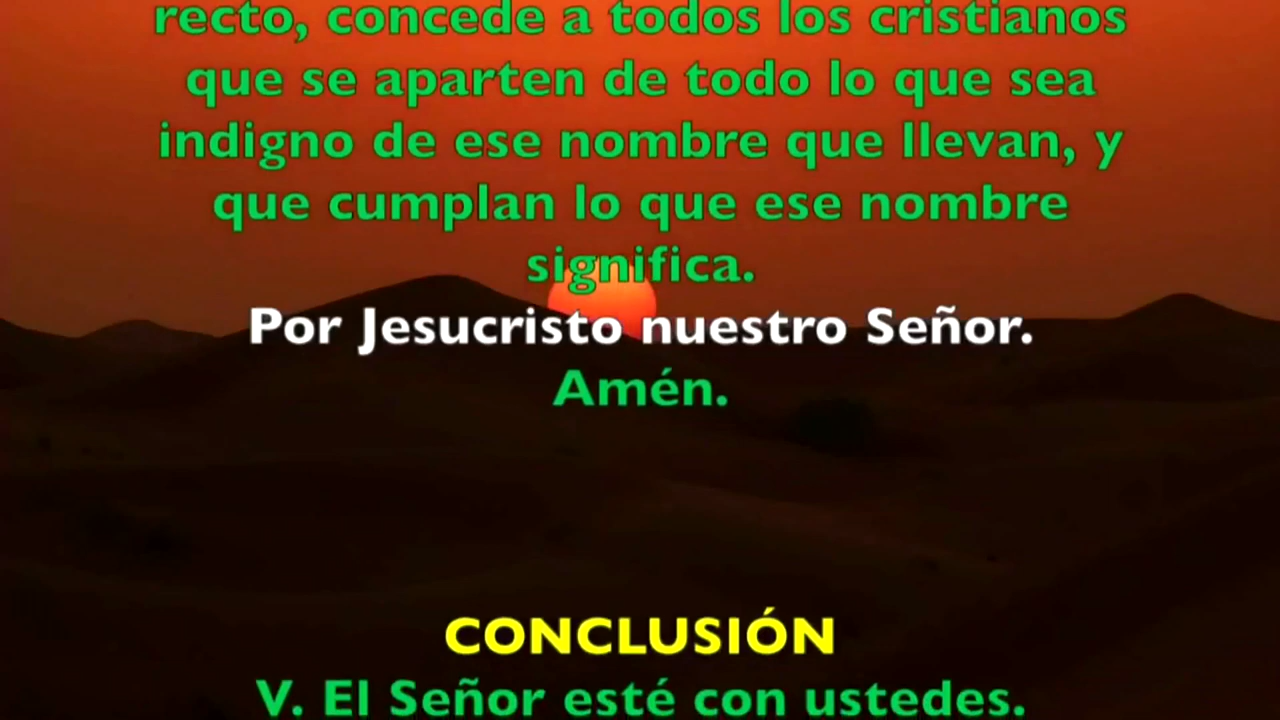 recto, concede a todos los cristianos
que se aparten de todo lo que sea
indigno de ese nombre que llevan, y
que cumplan lo que ese nombre
significa.
Por Jesucristo nuestro Señor.
Amén.
CONCLUSIÓN
V. El Señor esté con ustedes.